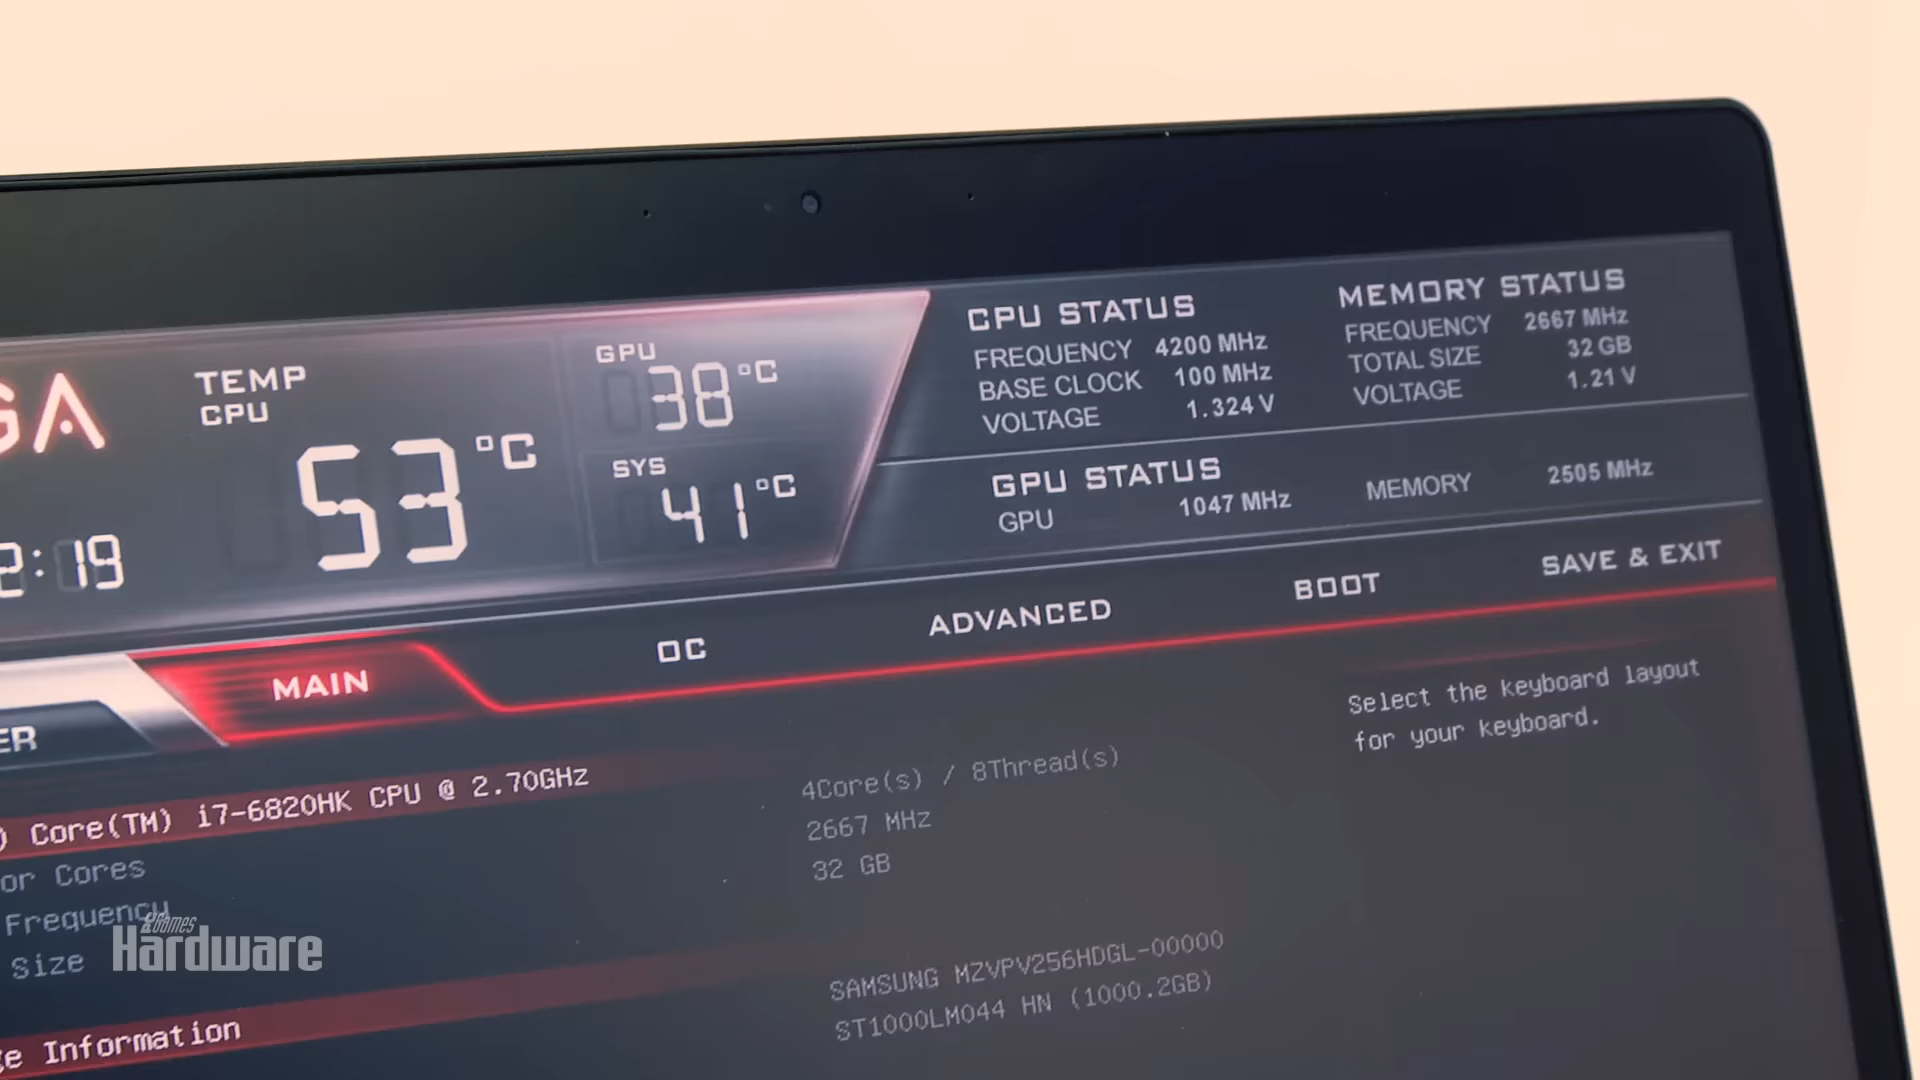 GA
TEMP
CPU
53 °C
GPU
38 °C
SYS
41 °C
2:19
CPU STATUS
FREQUENCY 4200 MHz
BASE CLOCK 100 MHz
VOLTAGE 1.324 V
MEMORY STATUS
FREQUENCY 2667 MHz
TOTAL SIZE 32 GB
VOLTAGE 1.21 V
GPU STATUS
GPU 1047 MHz MEMORY 2505 MHz
ER
MAIN OC ADVANCED BOOT SAVE & EXIT
) Core(TM) i7-6820HK CPU @ 2.70GHz
or Cores 4Core(s) / 8Thread(s)
Frequency 2667 MHz
Size 32 GB
ge Information
SAMSUNG MZVPV256HDGL-00000
ST1000LM044 HN (1000.2GB)
Select the keyboard layout
for your keyboard.
&Games
Hardware